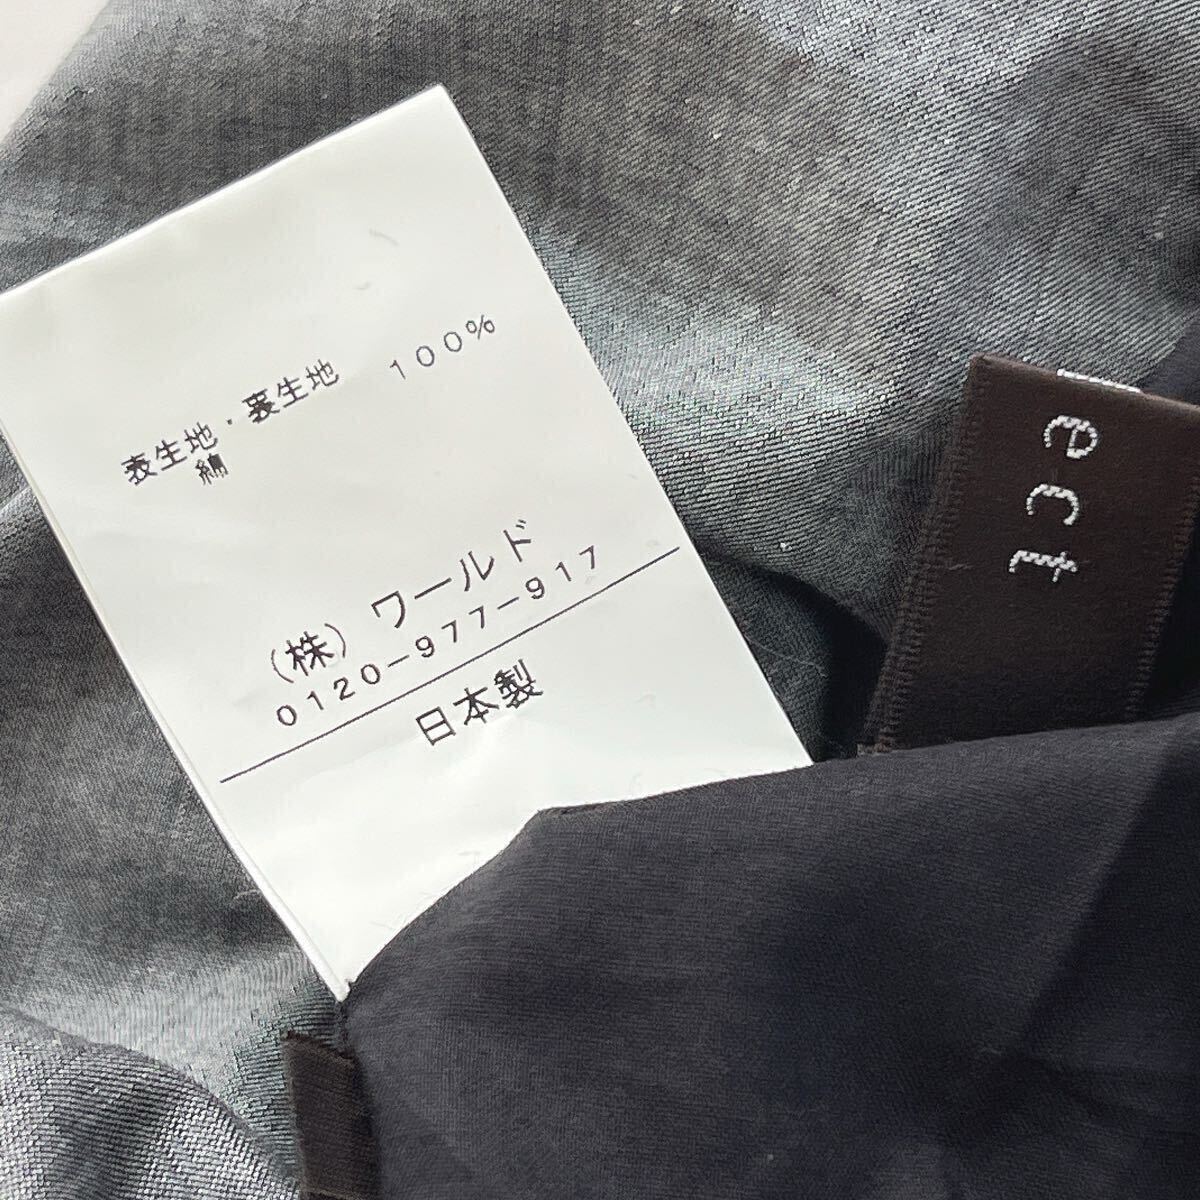 表生地・裏生地 100%
綿
(株) ワールド
0120-977-917
日本製
ect